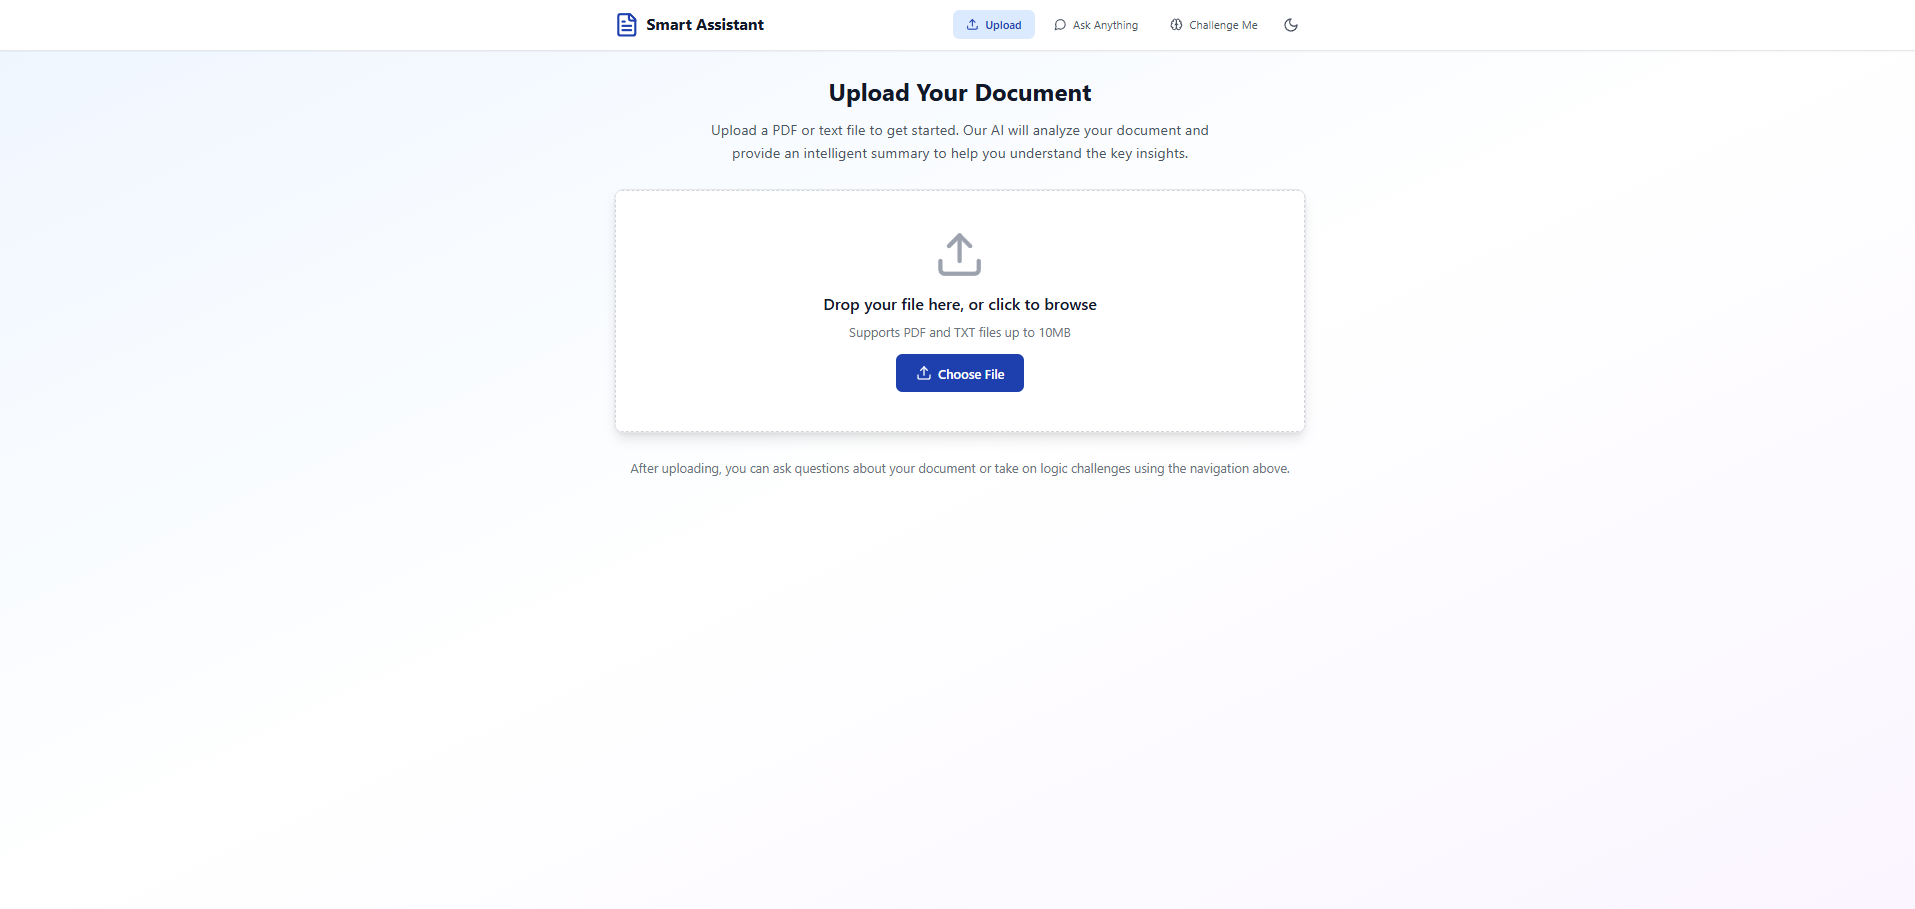 Smart Assistant
Upload
Ask Anything
Challenge Me
Upload Your Document
Upload a PDF or text file to get started. Our AI will analyze your document and
provide an intelligent summary to help you understand the key insights.
Drop your file here, or click to browse
Supports PDF and TXT files up to 10MB
Choose File
After uploading, you can ask questions about your document or take on logic challenges using the navigation above.